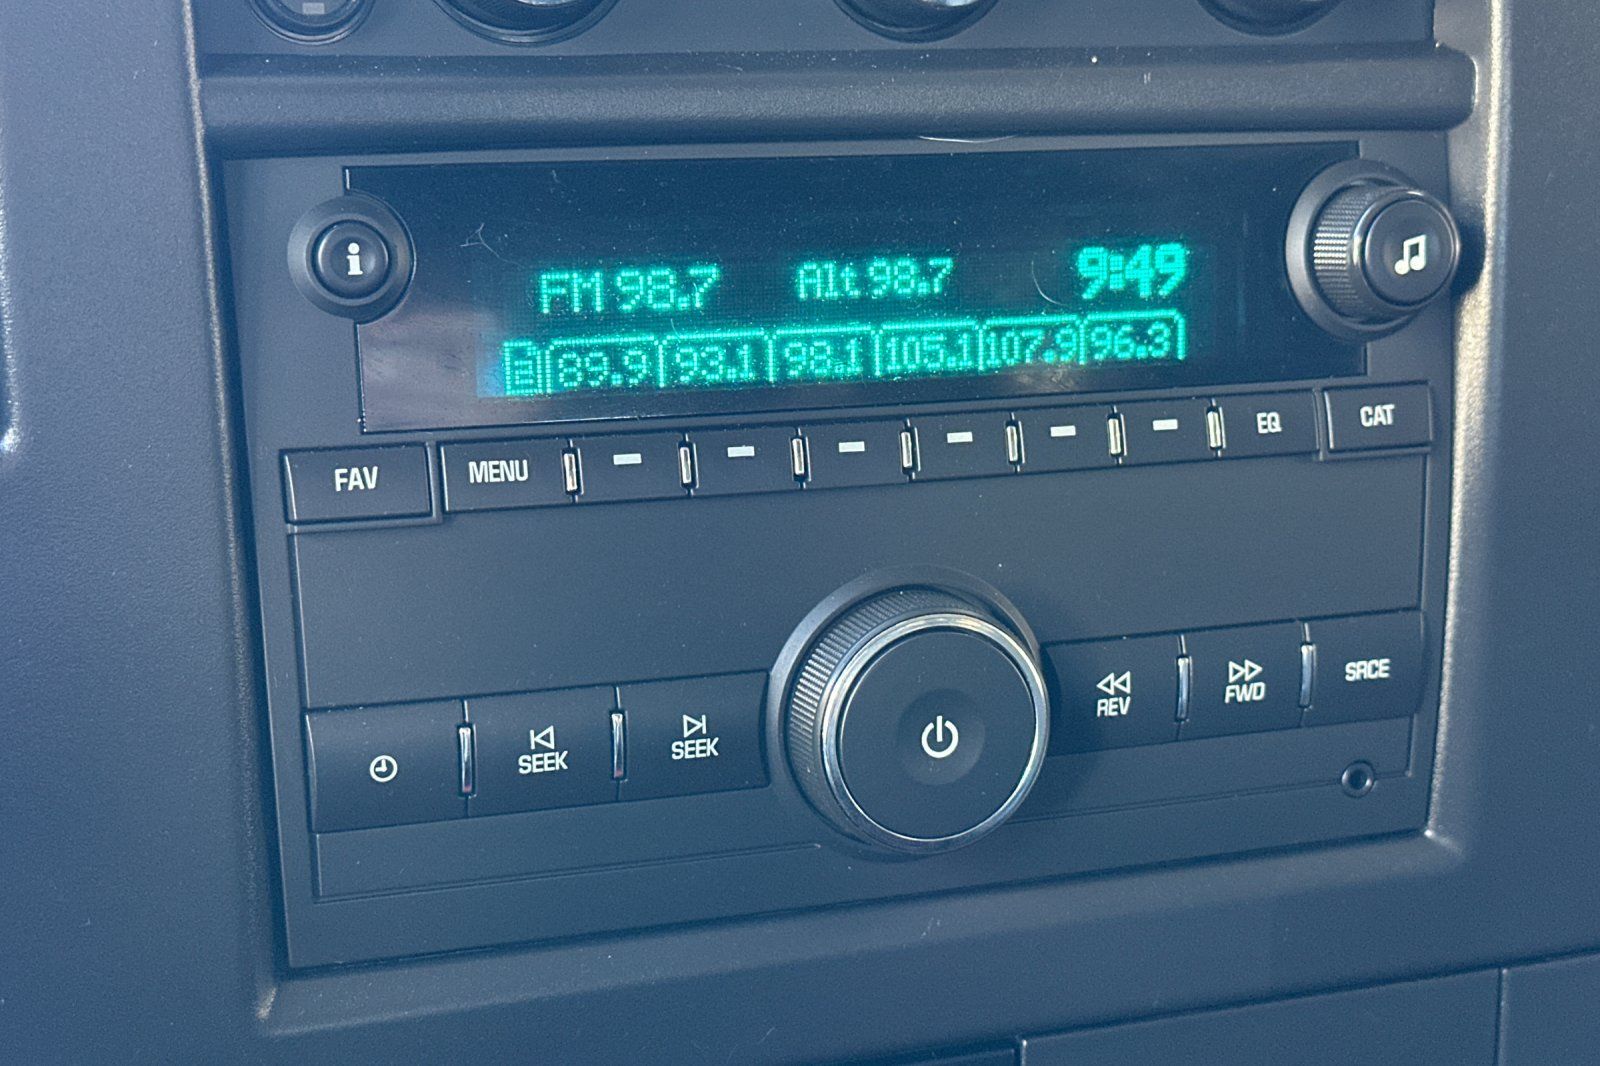 i
FM 98.7 Alt 98.7 9:49
89.9 93.1 98.1 105.1 107.9 96.3
FAV MENU EQ CAT
SEEK SEEK REV FWD SRCE